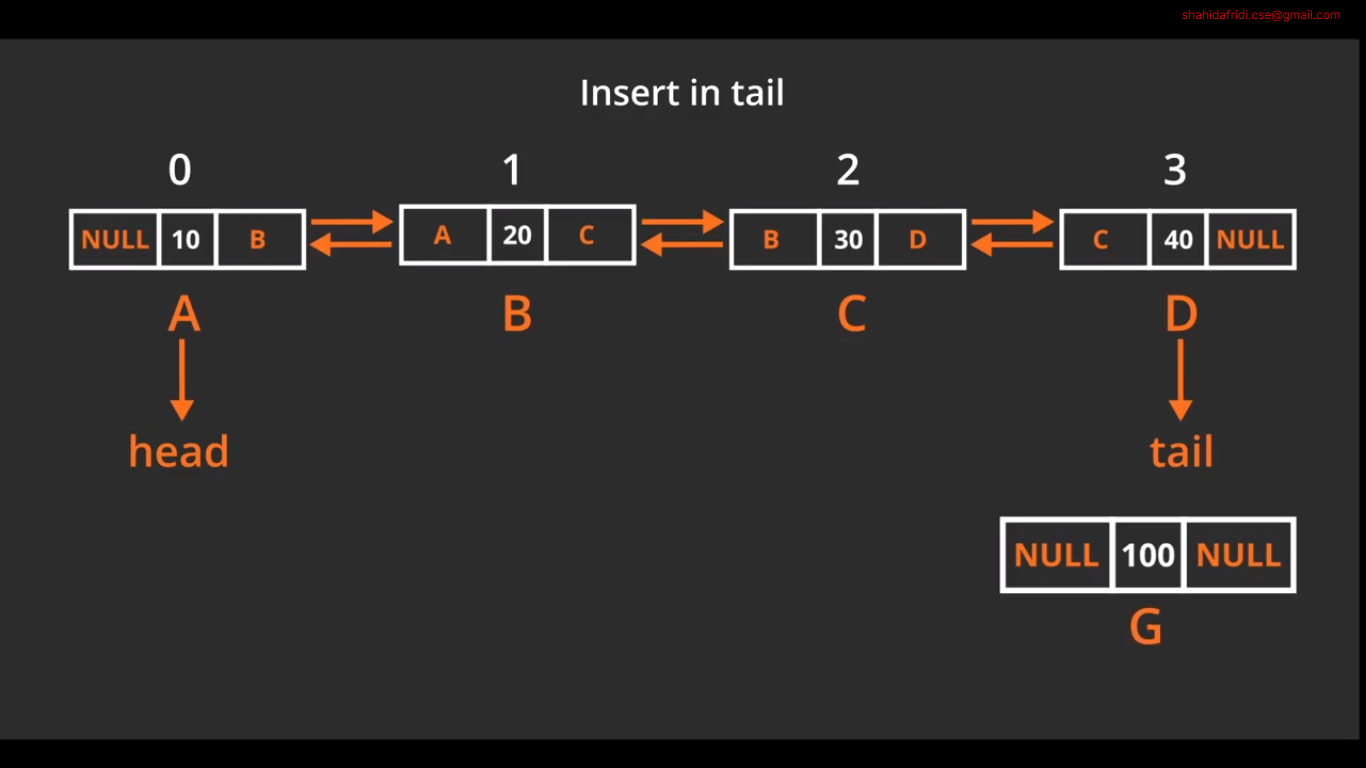 shahidafridi.cse@gmail.com
Insert in tail
0 1 2 3
NULL 10 B A 20 C B 30 D C 40 NULL
A B C D
head tail
NULL 100 NULL
G